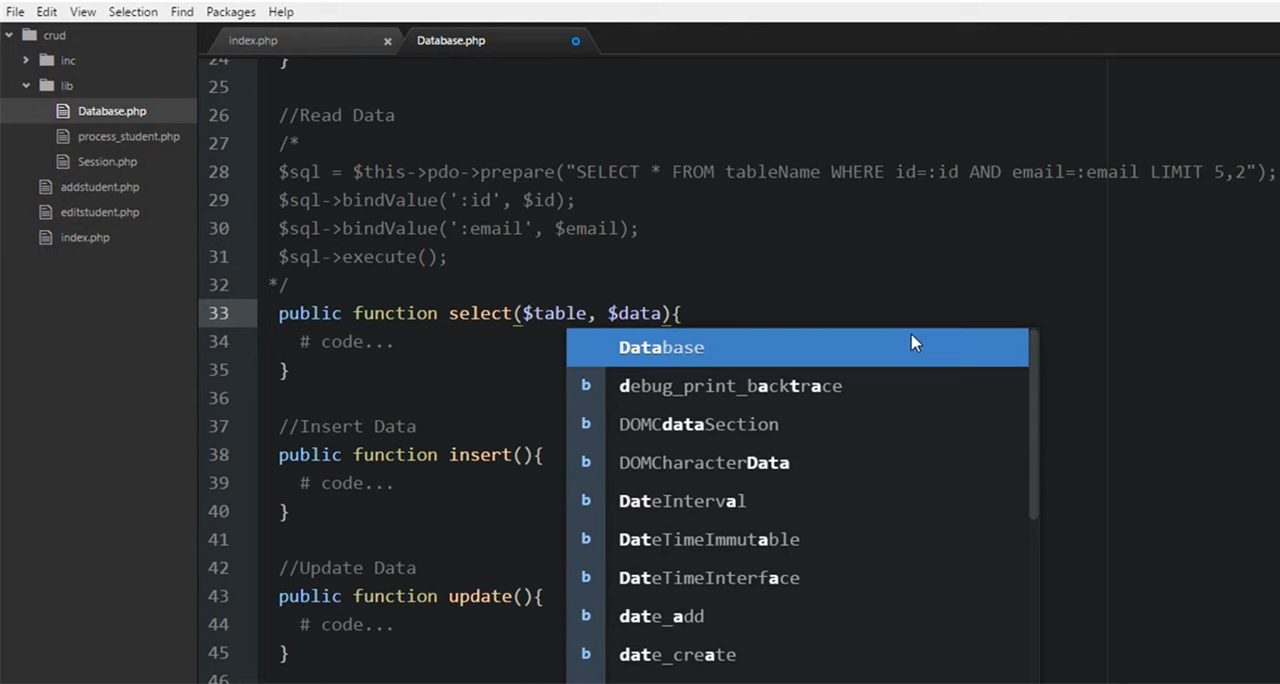 File Edit View Selection Find Packages Help
crud
inc
lib
Database.php
process_student.php
Session.php
addstudent.php
editstudent.php
index.php
index.php Database.php
24 }
25
26 //Read Data
27 /*
28 $sql = $this->pdo->prepare("SELECT * FROM tableName WHERE id=:id AND email=:email LIMIT 5,2");
29 $sql->bindValue(':id', $id);
30 $sql->bindValue(':email', $email);
31 $sql->execute();
32 */
33 public function select($table, $data){
34 # code...
35 }
36
37 //Insert Data
38 public function insert(){
39 # code...
40 }
41
42 //Update Data
43 public function update(){
44 # code...
45 }
46
Database
b debug_print_backtrace
b DOMCdataSection
b DOMCharacterData
b DateInterval
b DateTimeImmutable
b DateTimeInterface
b date_add
b date_create